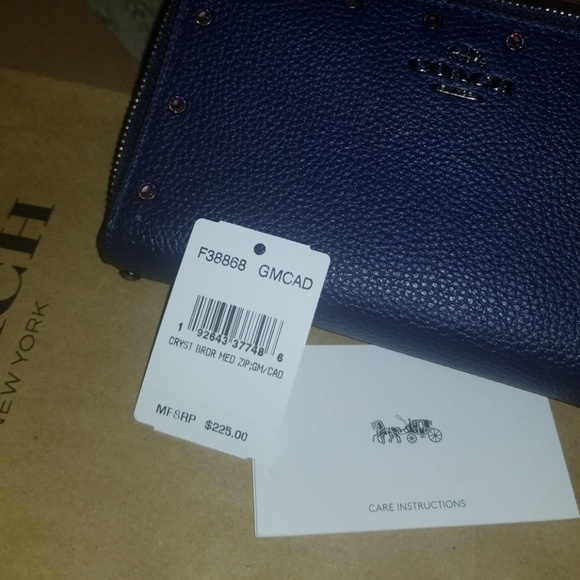 COACH
F38868 GMCAD
1 92643 37748 6
CRYST BRDR MED ZIP;GM/CAD
MFSRP $225.00
CARE INSTRUCTIONS
NEW YORK